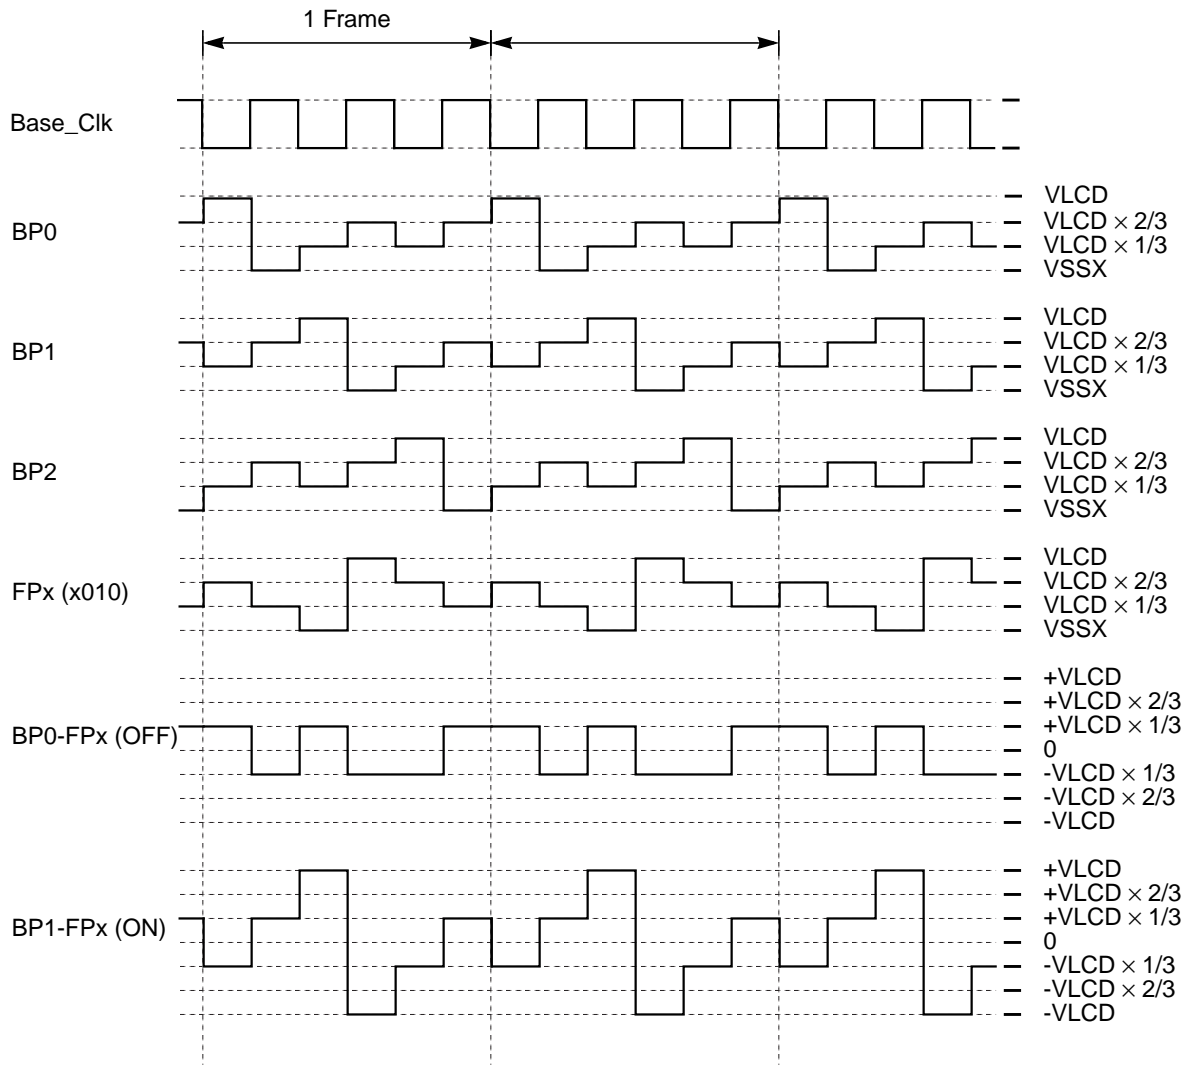 1 Frame
Base_Clk
BP0
VLCD
VLCD × 2/3
VLCD × 1/3
VSSX
BP1
VLCD
VLCD × 2/3
VLCD × 1/3
VSSX
BP2
VLCD
VLCD × 2/3
VLCD × 1/3
VSSX
FPx (x010)
VLCD
VLCD × 2/3
VLCD × 1/3
VSSX
BP0-FPx (OFF)
+VLCD
+VLCD × 2/3
+VLCD × 1/3
0
-VLCD × 1/3
-VLCD × 2/3
-VLCD
BP1-FPx (ON)
+VLCD
+VLCD × 2/3
+VLCD × 1/3
0
-VLCD × 1/3
-VLCD × 2/3
-VLCD